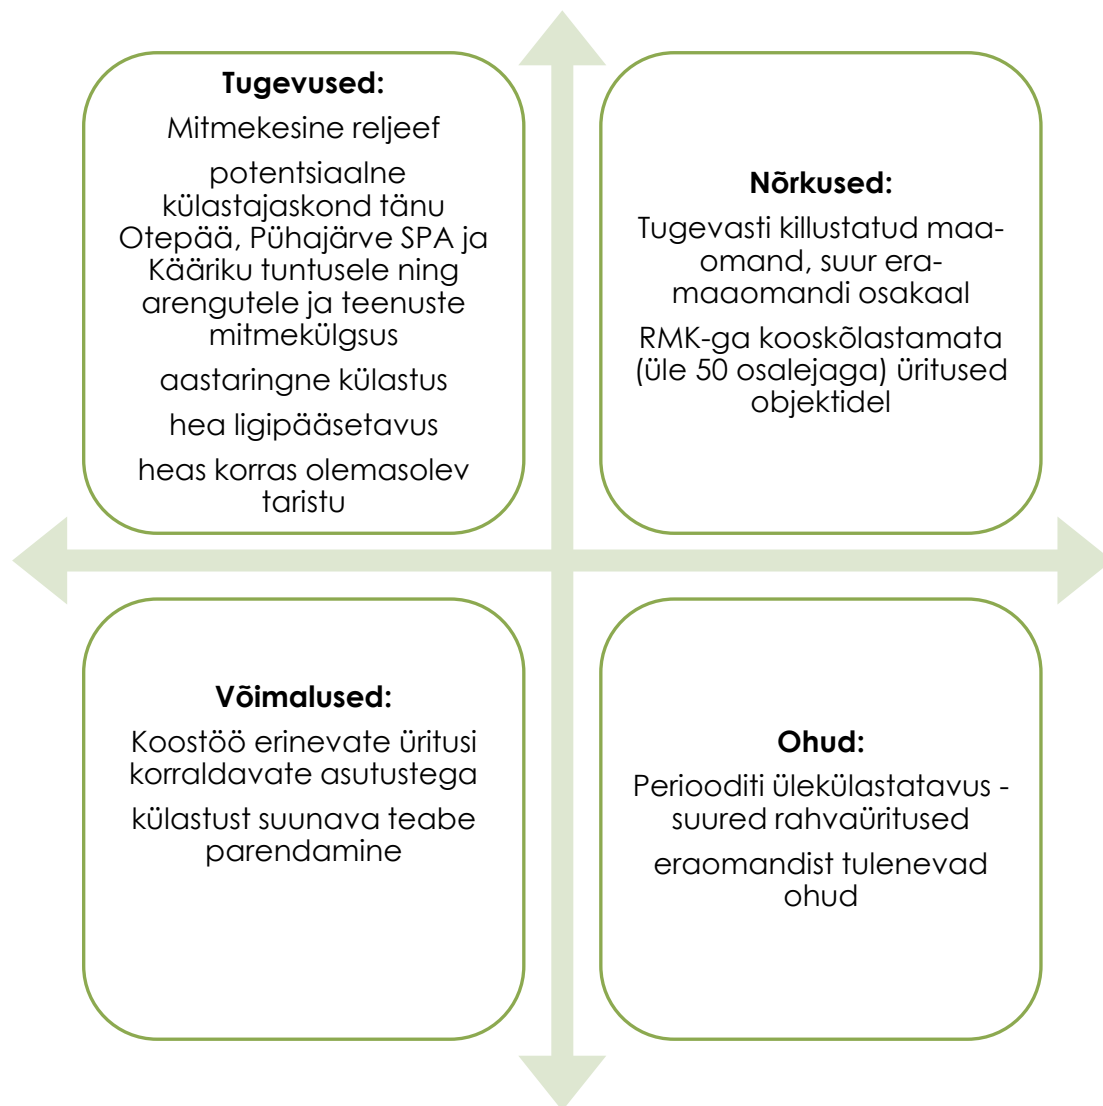 Tugevused:
Mitmekesine reljeef
potentsiaalne
külastajaskond tänu
Otepää, Pühajärve SPA ja
Kääriku tuntusele ning
arengutele ja teenuste
mitmekülgsus
aastaringne külastus
hea ligipääsetavus
heas korras olemasolev
taristu
Nõrkused:
Tugevasti killustatud maa-
omand, suur era-
maaomandi osakaal
RMK-ga kooskõlastamata
(üle 50 osalejaga) üritused
objektidel
Võimalused:
Koostöö erinevate üritusi
korraldavate asutustega
külastust suunava teabe
parendamine
Ohud:
Periooditi ülekülastatavus -
suured rahvaüritused
eraomandist tulenevad
ohud